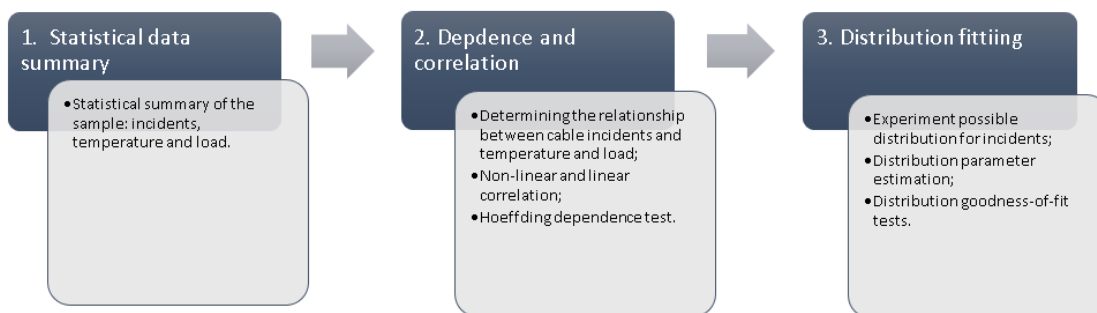 1.  Statistical data
summary
•Statistical summary of the
sample: incidents,
temperature and load.
2. Depdence and
correlation
•Determining the relationship
between cable incidents and
temperature and load;
•Non-linear and linear
correlation;
•Hoeffding dependence test.
3. Distribution fittiing
•Experiment possible
distribution for incidents;
•Distribution parameter
estimation;
•Distribution goodness-of-fit
tests.